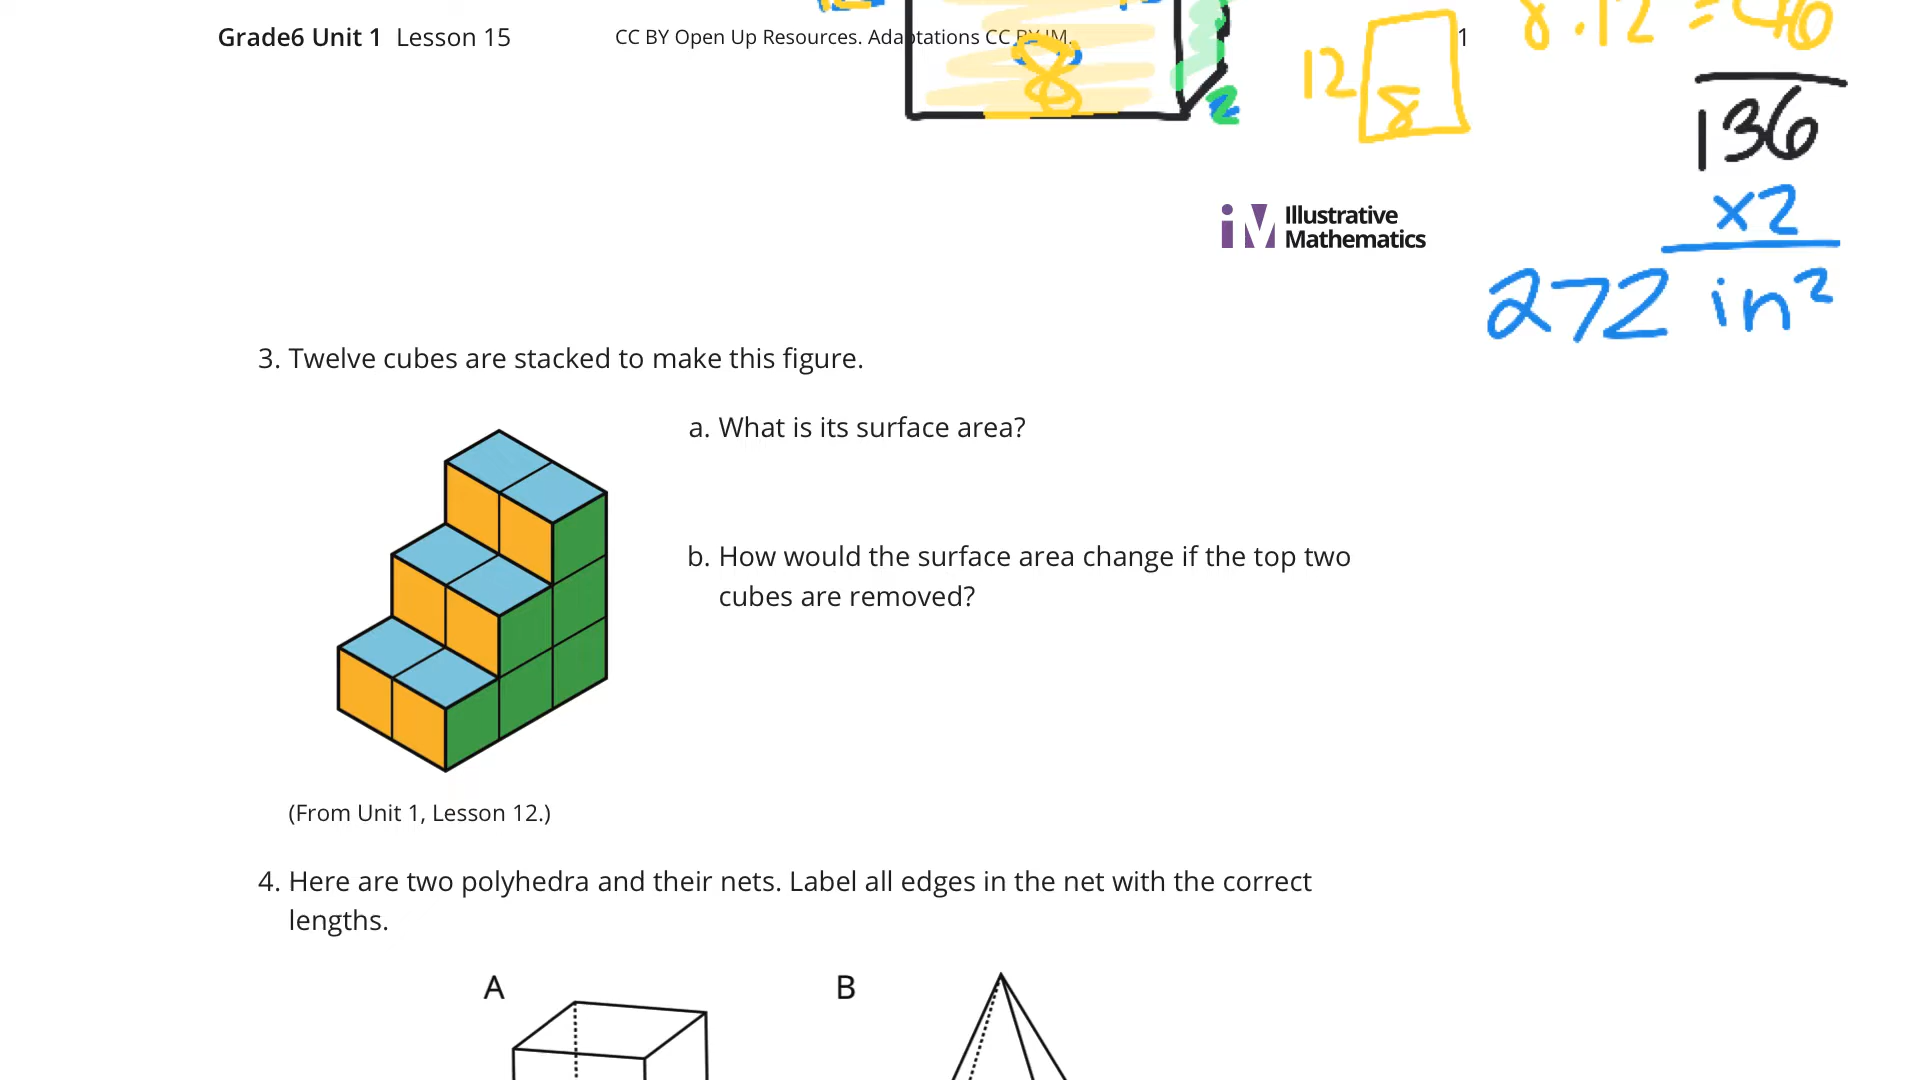 Grade6 Unit 1 Lesson 15 CC BY Open Up Resources. Adaptations CC BY IM. 1
8 · 12 =
12
8
8
2
12
136
×2
272 in²
Illustrative
Mathematics
3. Twelve cubes are stacked to make this figure.
a. What is its surface area?
b. How would the surface area change if the top two
cubes are removed?
(From Unit 1, Lesson 12.)
4. Here are two polyhedra and their nets. Label all edges in the net with the correct
lengths.
A B